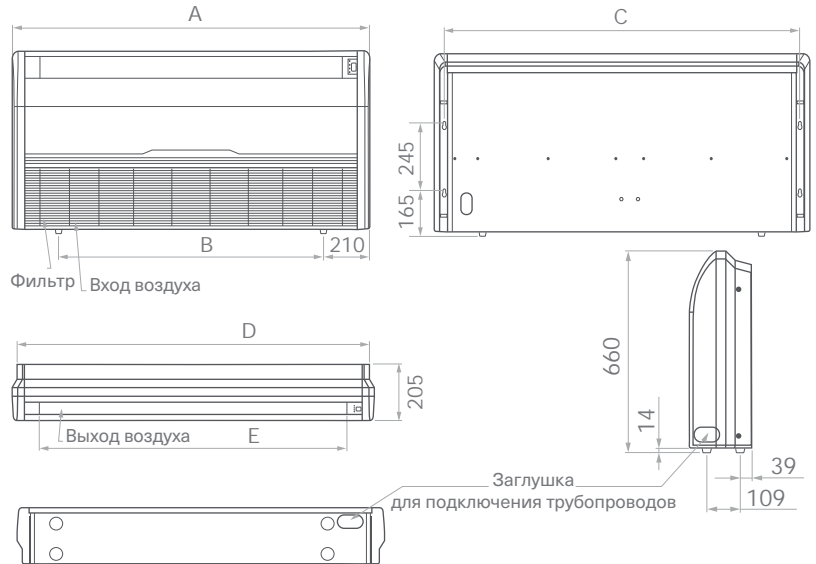 A
C
245
165
B
210
Фильтр
Вход воздуха
D
205
Выход воздуха
E
660
14
39
109
Заглушка
для подключения трубопроводов